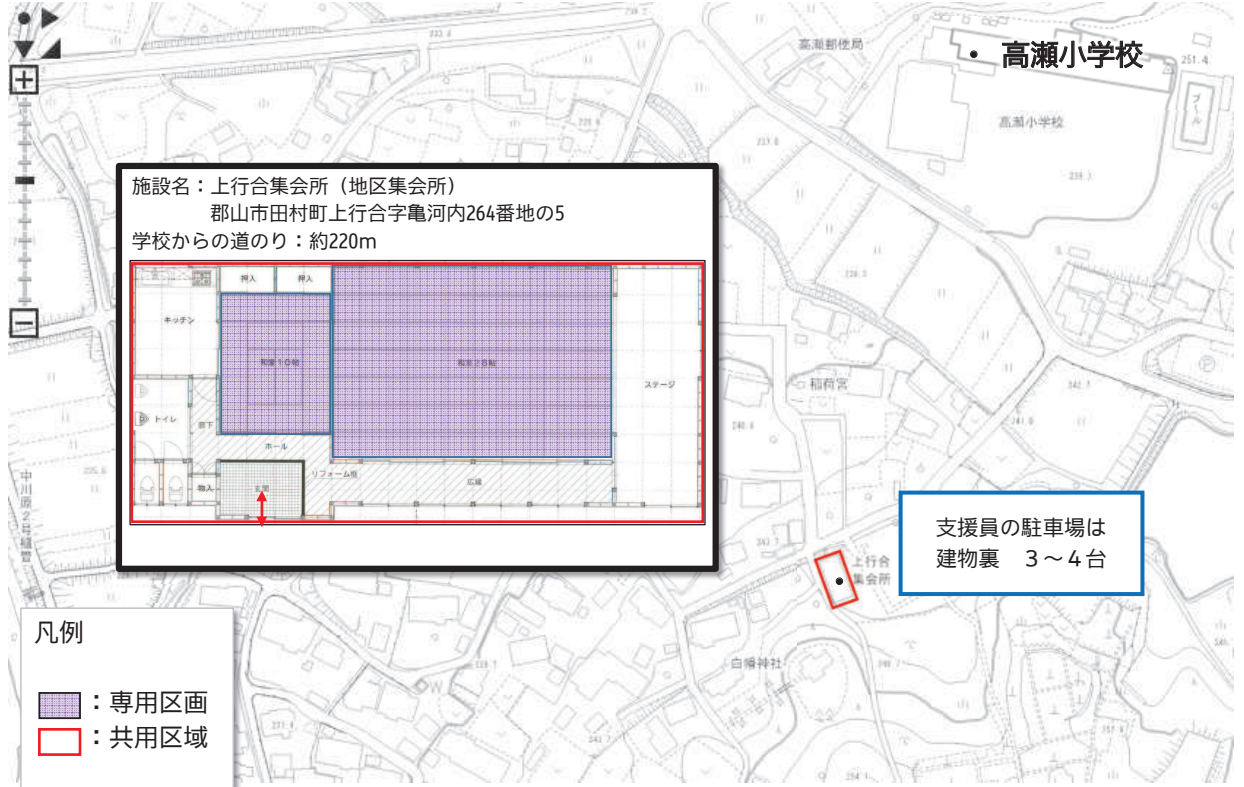 • 高瀬小学校
高瀬郵便局
高瀬小学校
プール
251.4
施設名：上行合集会所（地区集会所）
郡山市田村町上行合字亀河内264番地の5
学校からの道のり：約220m
押入
押入
キッチン
和室10帖
和室28帖
ステージ
トイレ
廊下
ホール
リフォーム框
物入
玄関
広縁
稲荷宮
上行合
集会所
白幡神社
支援員の駐車場は
建物裏　3～4台
凡例
：専用区画
：共用区域